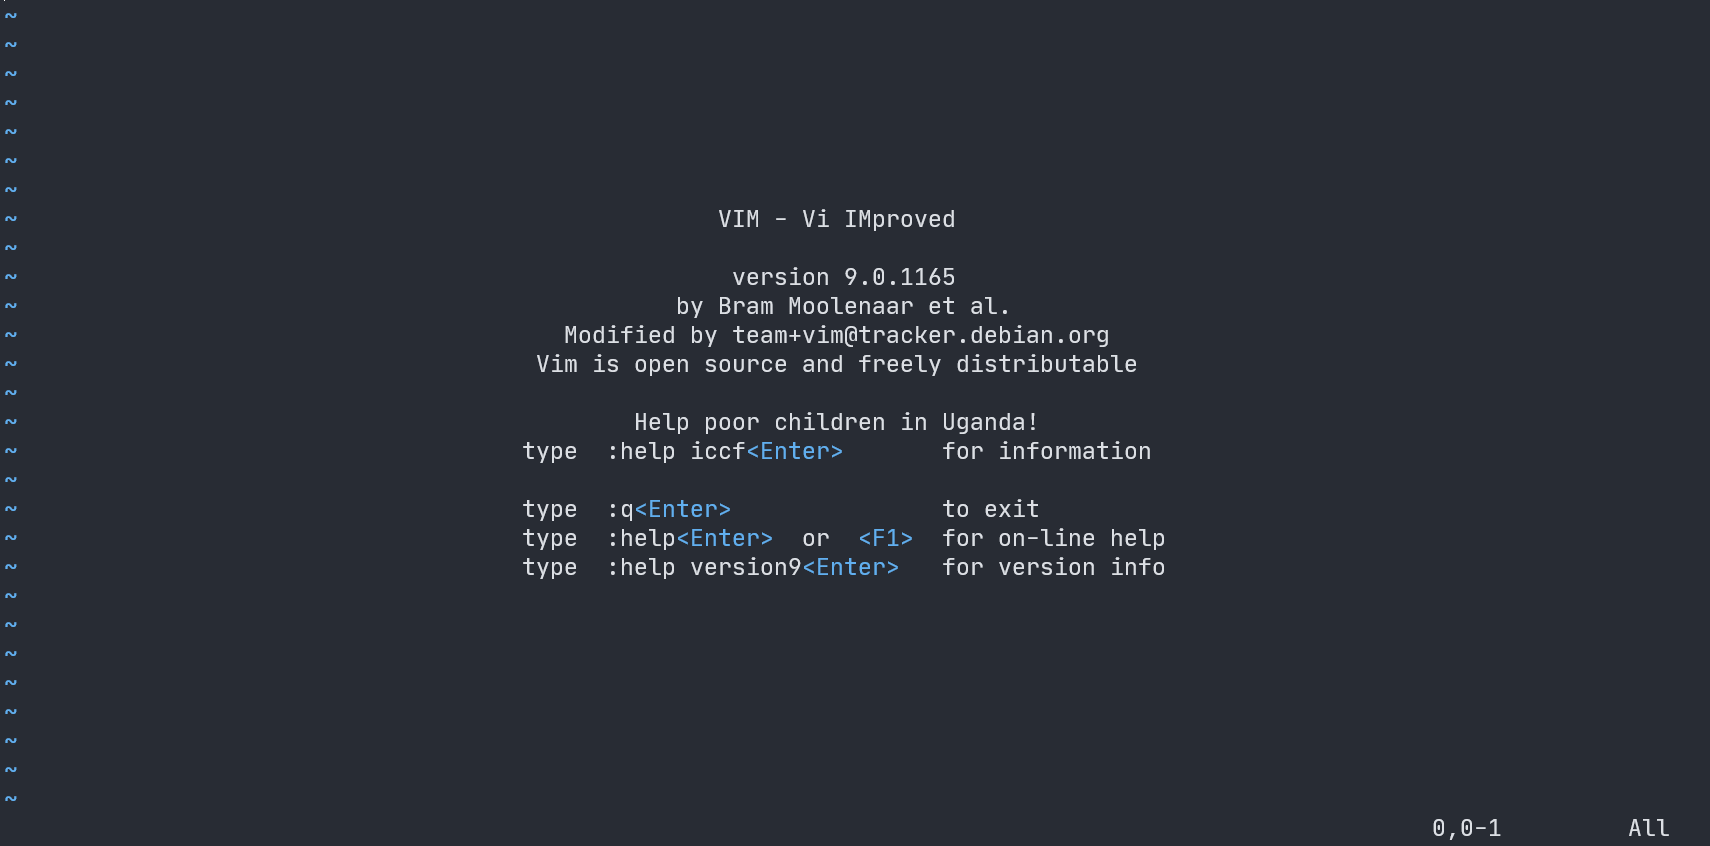 ~
~
~
~
~
~
~
~ VIM - Vi IMproved
~
~ version 9.0.1165
~ by Bram Moolenaar et al.
~ Modified by team+vim@tracker.debian.org
~ Vim is open source and freely distributable
~
~ Help poor children in Uganda!
~ type :help iccf<Enter> for information
~
~ type :q<Enter> to exit
~ type :help<Enter> or <F1> for on-line help
~ type :help version9<Enter> for version info
~
~
~
~
~
~
~
~
0,0-1 All